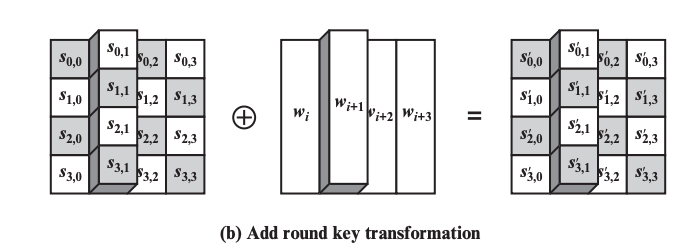 s0,0 s0,1 s0,2 s0,3 s′0,0 s′0,1 s′0,2 s′0,3
s1,0 s1,1 s1,2 s1,3 s′1,0 s′1,1 s′1,2 s′1,3
⊕ wi wi+1 wi+2 wi+3 =
s2,0 s2,1 s2,2 s2,3 s′2,0 s′2,1 s′2,2 s′2,3
s3,0 s3,1 s3,2 s3,3 s′3,0 s′3,1 s′3,2 s′3,3
(b) Add round key transformation